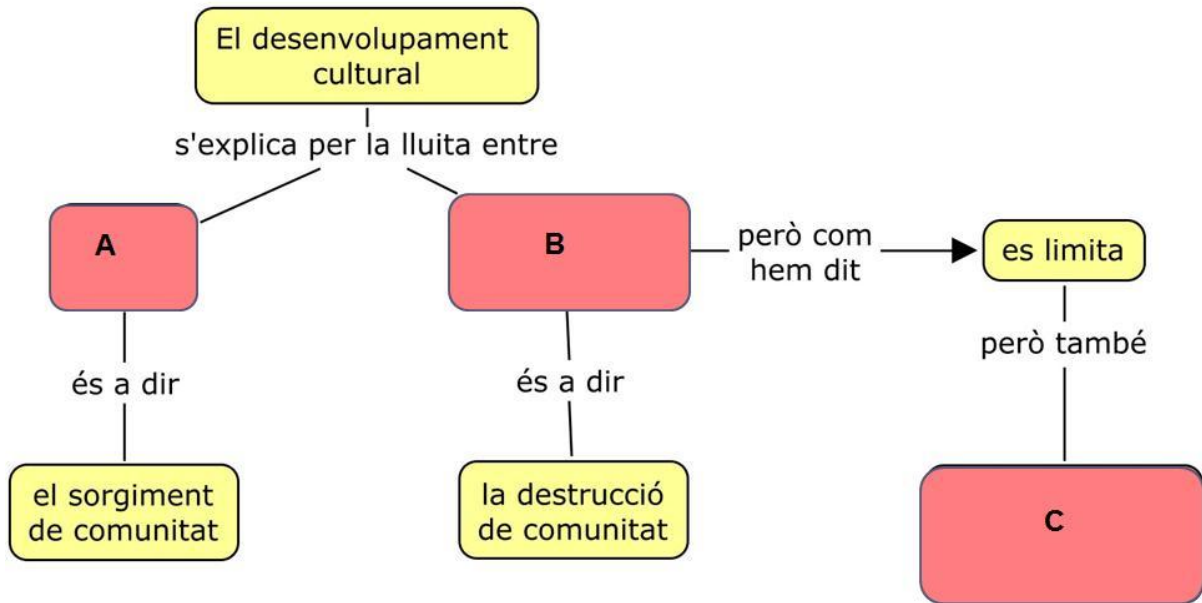 El desenvolupament
cultural
s'explica per la lluita entre
A
B
però com
hem dit
es limita
és a dir
és a dir
però també
el sorgiment
de comunitat
la destrucció
de comunitat
C